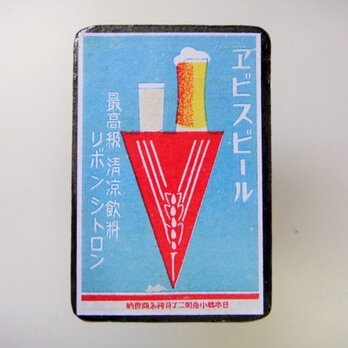 ヱビスビール
最高級清涼飲料
リボンシトロン